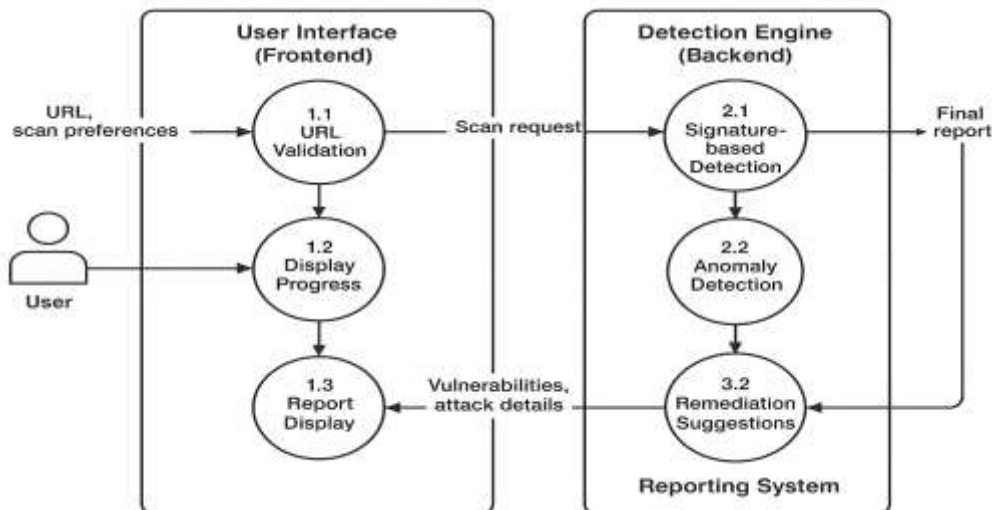 User Interface
(Frontend)
Detection Engine
(Backend)
URL,
scan preferences
1.1
URL
Validation
Scan request
2.1
Signature-
based
Detection
Final
report
1.2
Display
Progress
User
2.2
Anomaly
Detection
1.3
Report
Display
Vulnerabilities,
attack details
3.2
Remediation
Suggestions
Reporting System